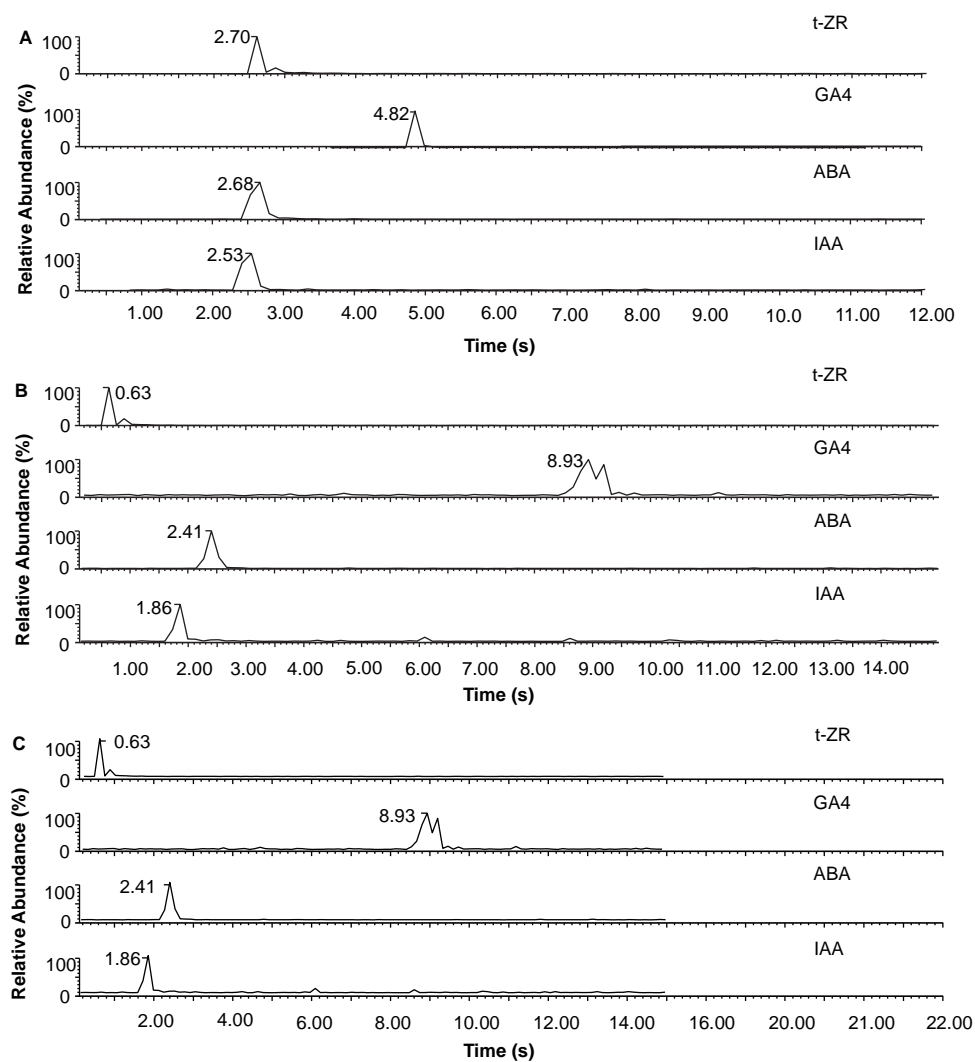 A
Relative Abundance (%)
t-ZR
100
0
2.70
GA4
100
0
4.82
ABA
100
0
2.68
IAA
100
0
2.53
1.00 2.00 3.00 4.00 5.00 6.00 7.00 8.00 9.00 10.0 11.00 12.00
Time (s)
B
Relative Abundance (%)
t-ZR
100
0
0.63
GA4
100
0
8.93
ABA
100
0
2.41
IAA
100
0
1.86
1.00 2.00 3.00 4.00 5.00 6.00 7.00 8.00 9.00 10.00 11.00 12.00 13.00 14.00
Time (s)
C
Relative Abundance (%)
t-ZR
100
0
0.63
GA4
100
0
8.93
ABA
100
0
2.41
IAA
100
0
1.86
2.00 4.00 6.00 8.00 10.00 12.00 14.00 16.00 20.00 21.00 22.00
Time (s)